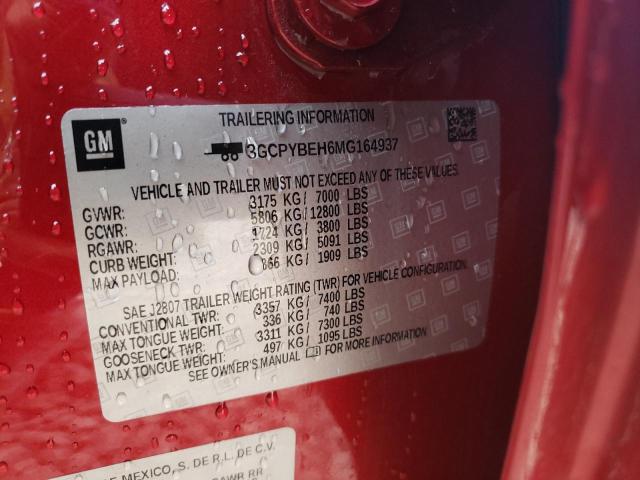 TRAILERING INFORMATION
GM
3GCPYBEH6MG164937
VEHICLE AND TRAILER MUST NOT EXCEED ANY OF THESE VALUES.
GVWR: 3175 KG/ 7000 LBS
GCWR: 5806 KG/ 12800 LBS
RGAWR: 1724 KG/ 3800 LBS
CURB WEIGHT: 2309 KG/ 5091 LBS
MAX PAYLOAD: 866 KG/ 1909 LBS
SAE J2807 TRAILER WEIGHT RATING (TWR) FOR VEHICLE CONFIGURATION.
CONVENTIONAL TWR: 3357 KG/ 7400 LBS
MAX TONGUE WEIGHT: 336 KG/ 740 LBS
GOOSENECK TWR: 3311 KG/ 7300 LBS
MAX TONGUE WEIGHT: 497 KG/ 1095 LBS
SEE OWNER'S MANUAL FOR MORE INFORMATION
MEXICO, S. DE R.L. DE C.V.
GAWR RR